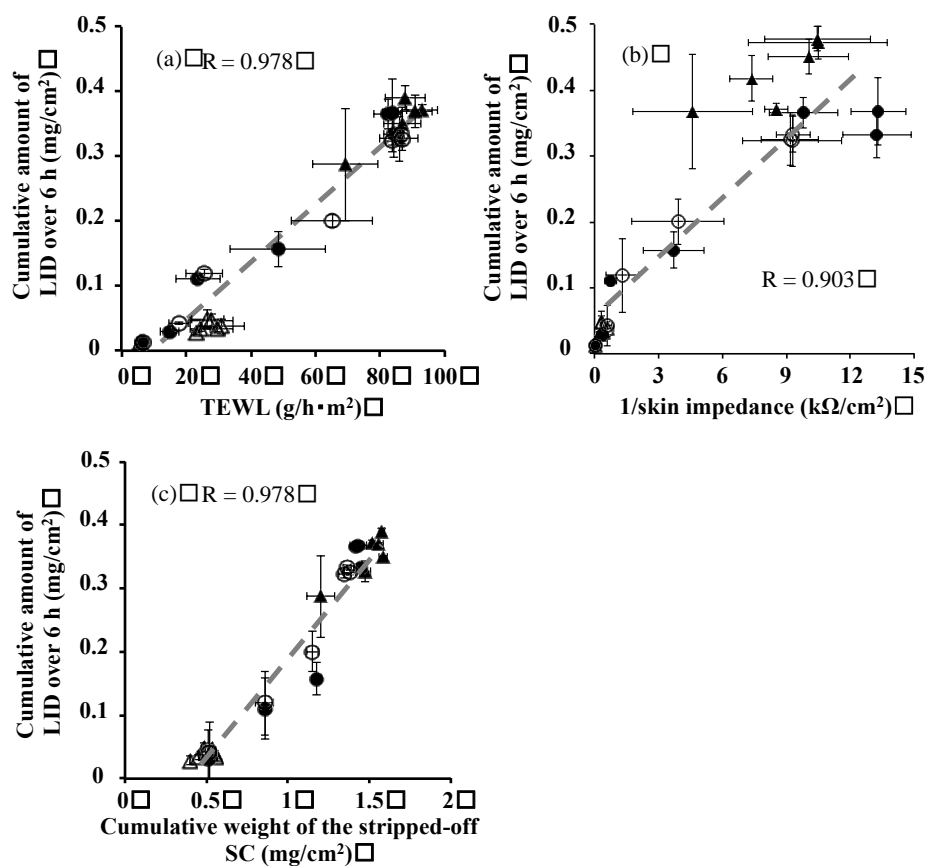 0.5
0.4
0.3
0.2
0.1
0
(a)□ R = 0.978□
Cumulative amount of
LID over 6 h (mg/cm²)□
0□ 20□ 40□ 60□ 80□ 100□
TEWL (g/h·m²)□
0.5
0.4
0.3
0.2
0.1
0
(b)□
R = 0.903□
Cumulative amount of
LID over 6 h (mg/cm²)□
0 3 6 9 12 15
1/skin impedance (kΩ/cm²)□
0.5
0.4
0.3
0.2
0.1
0
(c)□ R = 0.978□
Cumulative amount of
LID over 6 h (mg/cm²)□
0□ 0.5□ 1□ 1.5□ 2□
Cumulative weight of the stripped-off
SC (mg/cm²)□